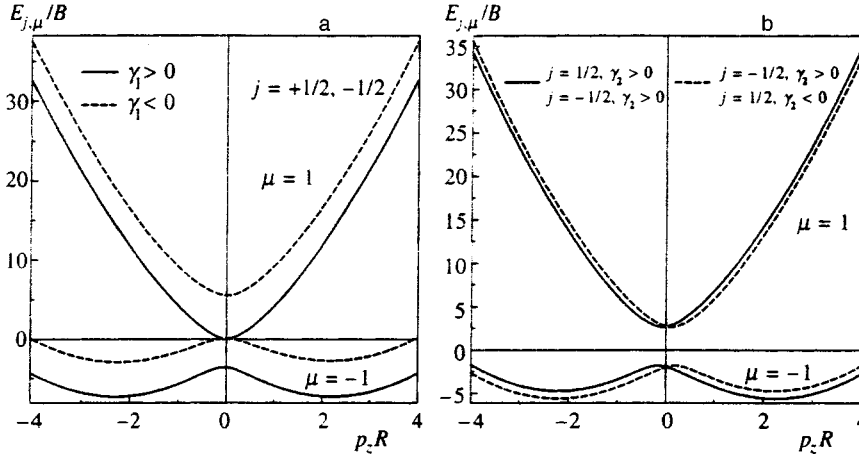 E_{j,μ}/B
a
γ₁ > 0
γ₁ < 0
j = +1/2, −1/2
μ = 1
μ = −1
30
20
10
0
−4
−2
0
2
4
p_z R
E_{j,μ}/B
b
j = 1/2, γ₂ > 0
j = −1/2, γ₂ > 0
j = −1/2, γ₂ > 0
j = 1/2, γ₂ < 0
μ = 1
μ = −1
35
30
25
20
15
10
5
0
−5
−4
−2
0
2
4
p_z R